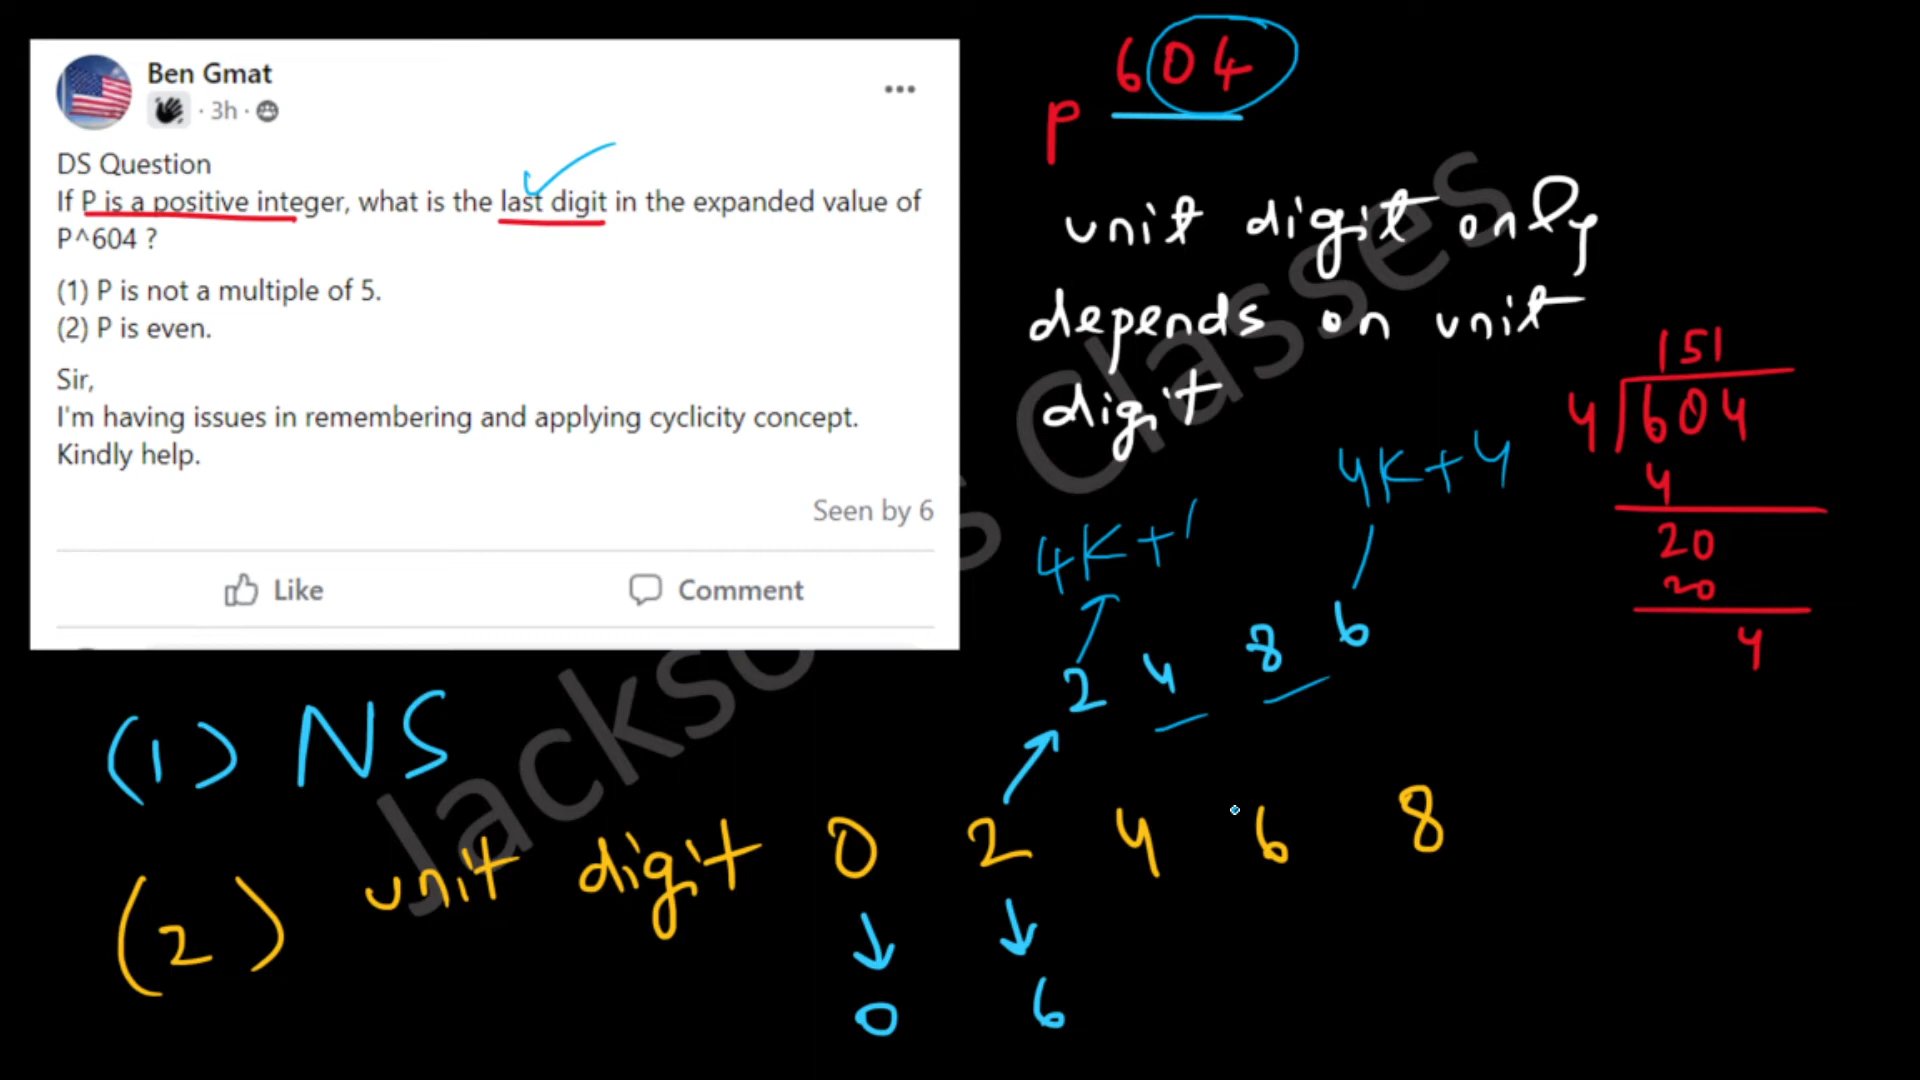 Ben Gmat
· 3h ·
DS Question
If P is a positive integer, what is the last digit in the expanded value of
P^604 ?
(1) P is not a multiple of 5.
(2) P is even.
Sir,
I'm having issues in remembering and applying cyclicity concept.
Kindly help.
Seen by 6
Like
Comment
P 604
unit digit only
depends on unit
digit
151
4 604
4
20
20
4
4K+1
4K+4
2 4 8 6
(1) NS
(2) unit digit 0 2 4 6 8
0 6
Jackso s Classes